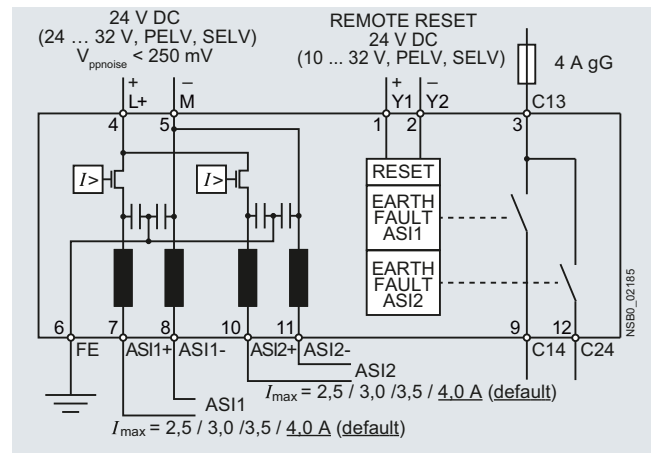 24 V DC
(24 ... 32 V, PELV, SELV)
Vppnoise < 250 mV
REMOTE RESET
24 V DC
(10 ... 32 V, PELV, SELV)
4 A gG
+ –
L+ M
+ –
Y1 Y2
C13
4 5 1 2 3
I> I>
RESET
EARTH
FAULT
ASI1
EARTH
FAULT
ASI2
NSB0_02185
6 7 8 10 11 9 12
FE ASI1+ ASI1- ASI2+ ASI2- C14 C24
ASI2
Imax = 2,5 / 3,0 /3,5 / 4,0 A (default)
ASI1
Imax = 2,5 / 3,0 /3,5 / 4,0 A (default)